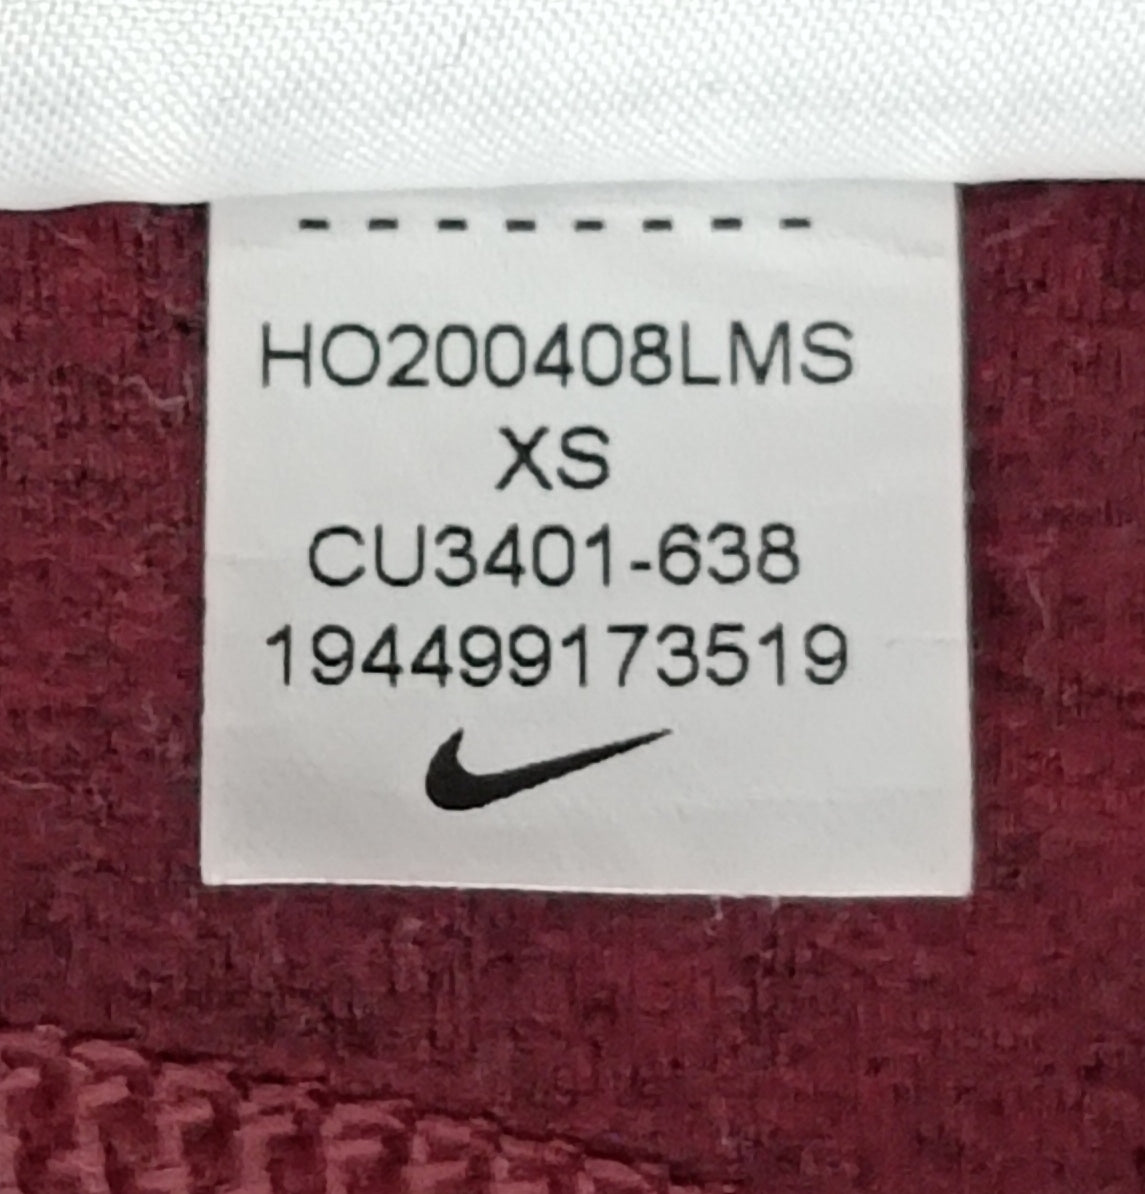 --------
HO200408LMS
XS
CU3401-638
194499173519